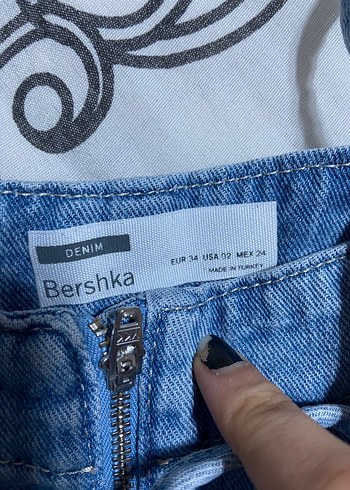 DENIM
Bershka
EUR 34 USA 02 MEX 24
MADE IN TURKEY